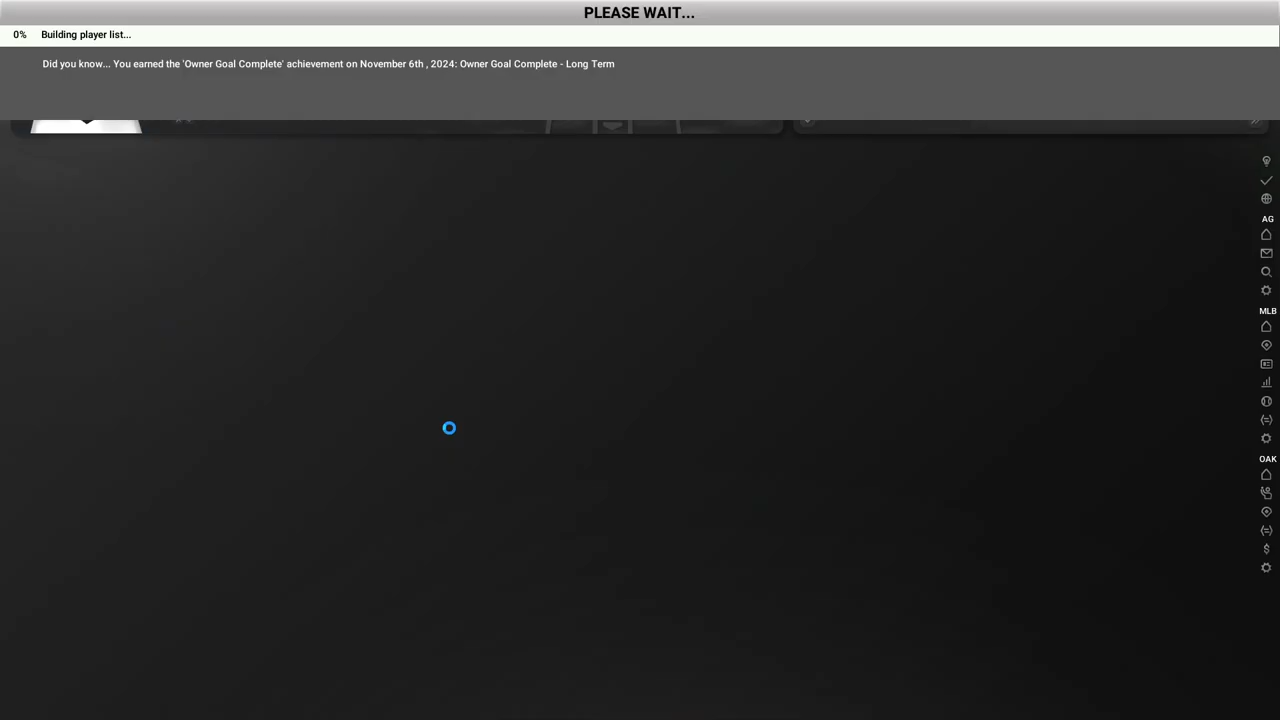 PLEASE WAIT...
0% Building player list...
Did you know... You earned the 'Owner Goal Complete' achievement on November 6th , 2024: Owner Goal Complete - Long Term
AG
MLB
OAK